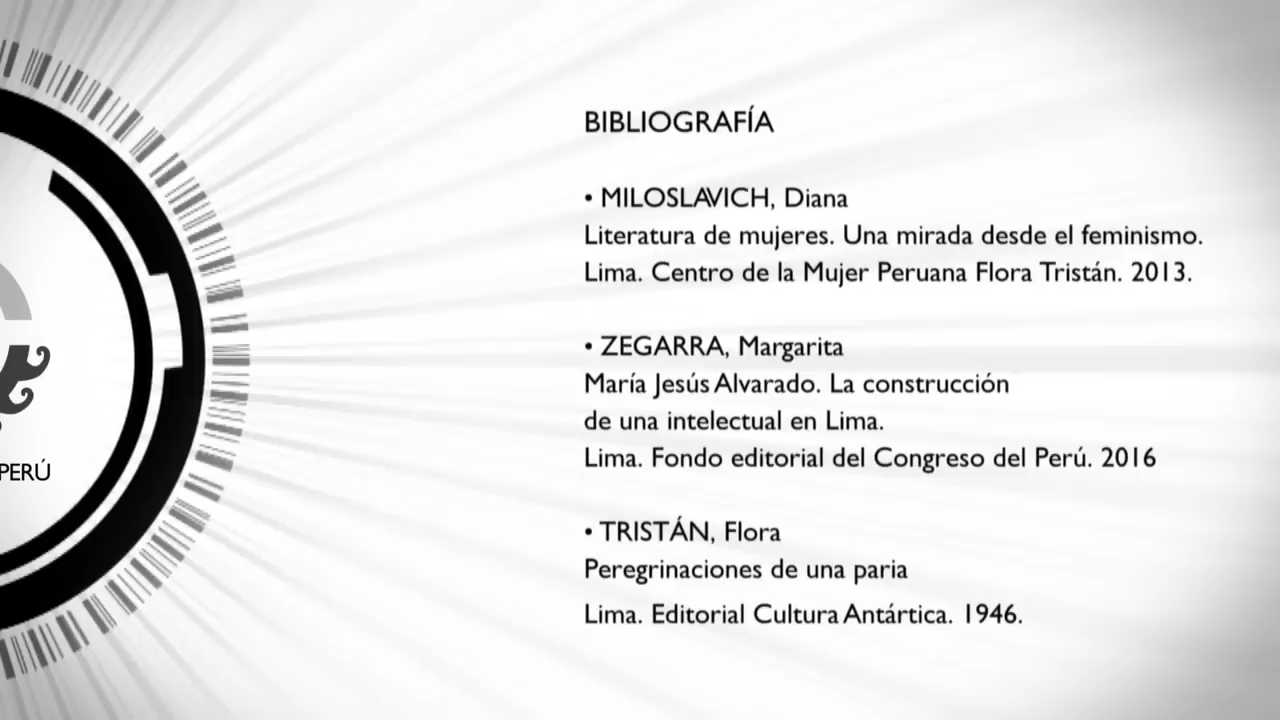 BIBLIOGRAFÍA
• MILOSLAVICH, Diana
Literatura de mujeres. Una mirada desde el feminismo.
Lima. Centro de la Mujer Peruana Flora Tristán. 2013.
• ZEGARRA, Margarita
María Jesús Alvarado. La construcción
de una intelectual en Lima.
Lima. Fondo editorial del Congreso del Perú. 2016
• TRISTÁN, Flora
Peregrinaciones de una paria
Lima. Editorial Cultura Antártica. 1946.
PERÚ